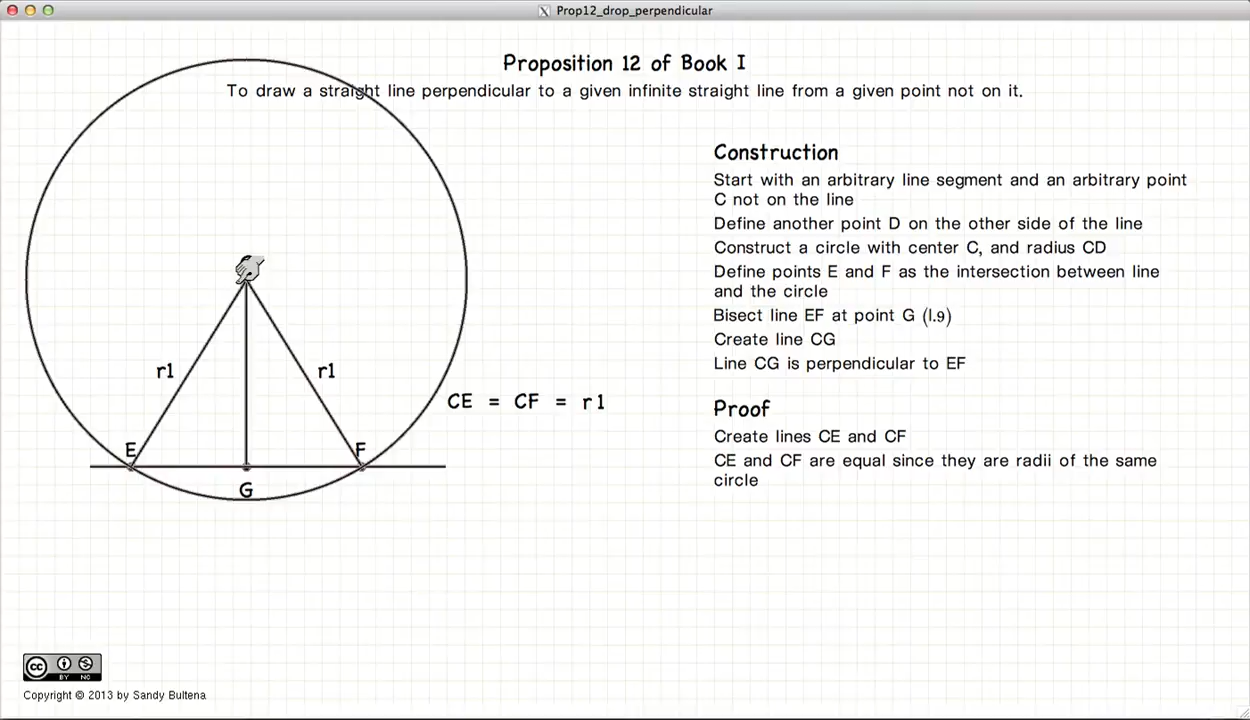 Prop12_drop_perpendicular
Proposition 12 of Book I
To draw a straight line perpendicular to a given infinite straight line from a given point not on it.
Construction
Start with an arbitrary line segment and an arbitrary point
C not on the line
Define another point D on the other side of the line
Construct a circle with center C, and radius CD
Define points E and F as the intersection between line
and the circle
Bisect line EF at point G (I.9)
Create line CG
Line CG is perpendicular to EF
Proof
Create lines CE and CF
CE and CF are equal since they are radii of the same
circle
r1
r1
CE = CF = r1
E
F
G
cc
BY NC
Copyright © 2013 by Sandy Bultena